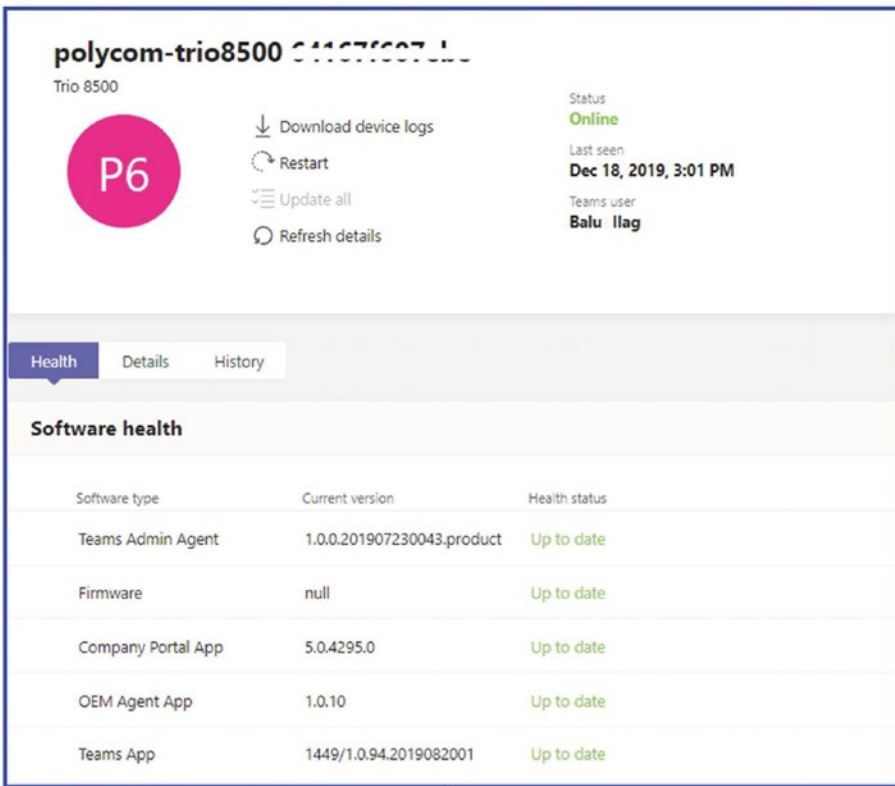 polycom-trio8500
Trio 8500
P6
Download device logs
Restart
Update all
Refresh details
Status
Online
Last seen
Dec 18, 2019, 3:01 PM
Teams user
Balu Ilag
Health Details History
Software health
Software type Current version Health status
Teams Admin Agent 1.0.0.201907230043.product Up to date
Firmware null Up to date
Company Portal App 5.0.4295.0 Up to date
OEM Agent App 1.0.10 Up to date
Teams App 1449/1.0.94.2019082001 Up to date